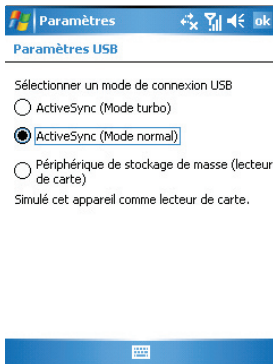 Paramètres ok
Paramètres USB
Sélectionner un mode de connexion USB
ActiveSync (Mode turbo)
ActiveSync (Mode normal)
Périphérique de stockage de masse (lecteur
de carte)
Simulé cet appareil comme lecteur de carte.